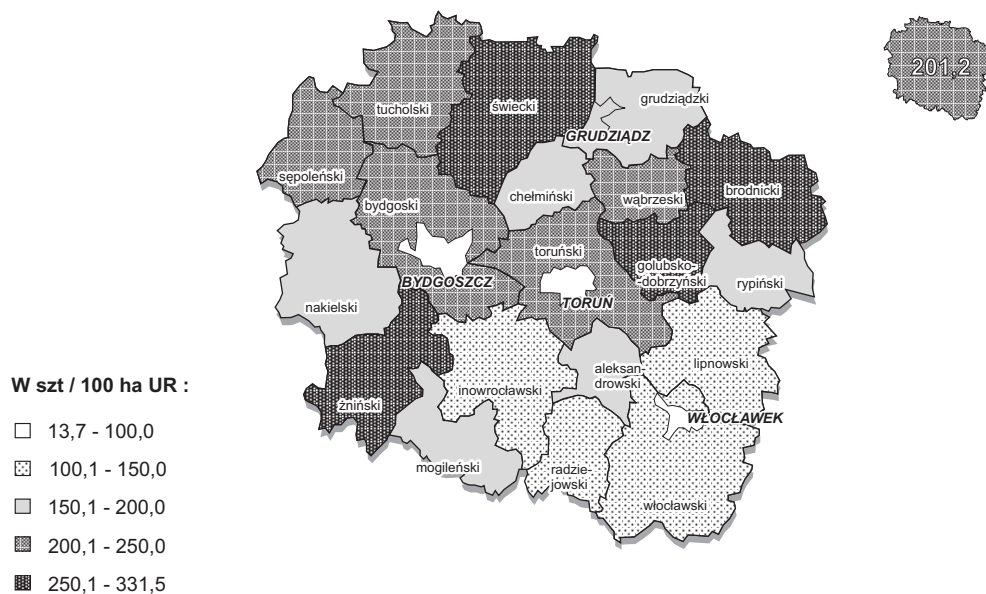 201,2
tucholski
świecki
grudziądzki
GRUDZIĄDZ
sępoleński
bydgoski
chełmiński
wąbrzeski
brodnicki
toruński
golubsko-
-dobrzyński
rypiński
BYDGOSZCZ
TORUŃ
nakielski
lipnowski
aleksan
drowski
inowrocławski
żniński
WŁOCŁAWEK
mogileński
radzie-
jowski
włocławski
W szt / 100 ha UR :
13,7 - 100,0
100,1 - 150,0
150,1 - 200,0
200,1 - 250,0
250,1 - 331,5